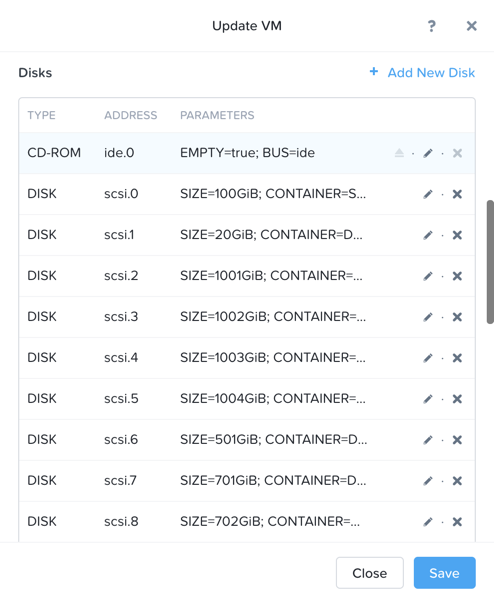 Update VM ? ×
Disks + Add New Disk
TYPE ADDRESS PARAMETERS
CD-ROM ide.0 EMPTY=true; BUS=ide
DISK scsi.0 SIZE=100GiB; CONTAINER=S...
DISK scsi.1 SIZE=20GiB; CONTAINER=D...
DISK scsi.2 SIZE=1001GiB; CONTAINER=...
DISK scsi.3 SIZE=1002GiB; CONTAINER=...
DISK scsi.4 SIZE=1003GiB; CONTAINER=...
DISK scsi.5 SIZE=1004GiB; CONTAINER=...
DISK scsi.6 SIZE=501GiB; CONTAINER=D...
DISK scsi.7 SIZE=701GiB; CONTAINER=D...
DISK scsi.8 SIZE=702GiB; CONTAINER=...
Close Save